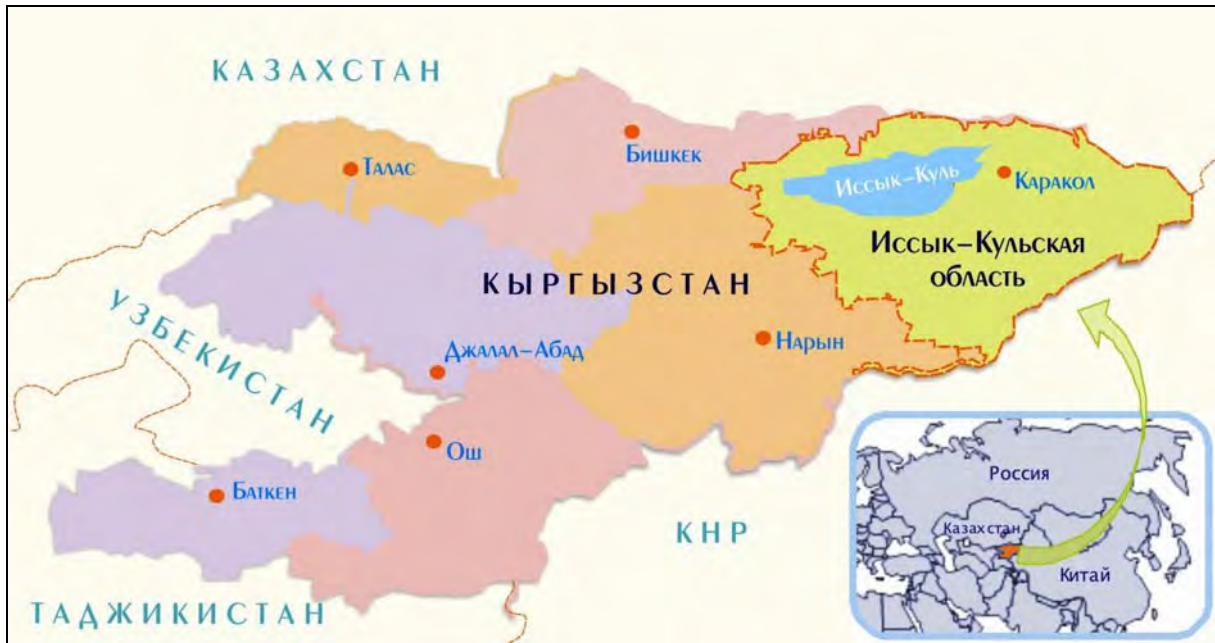 КАЗАХСТАН
Бишкек
Талас
Иссык-Куль
Каракол
Иссык-Кульская
область
КЫРГЫЗСТАН
УЗБЕКИСТАН
Нарын
Джалал-Абад
Ош
Баткен
КНР
ТАДЖИКИСТАН
Россия
Казахстан
Китай